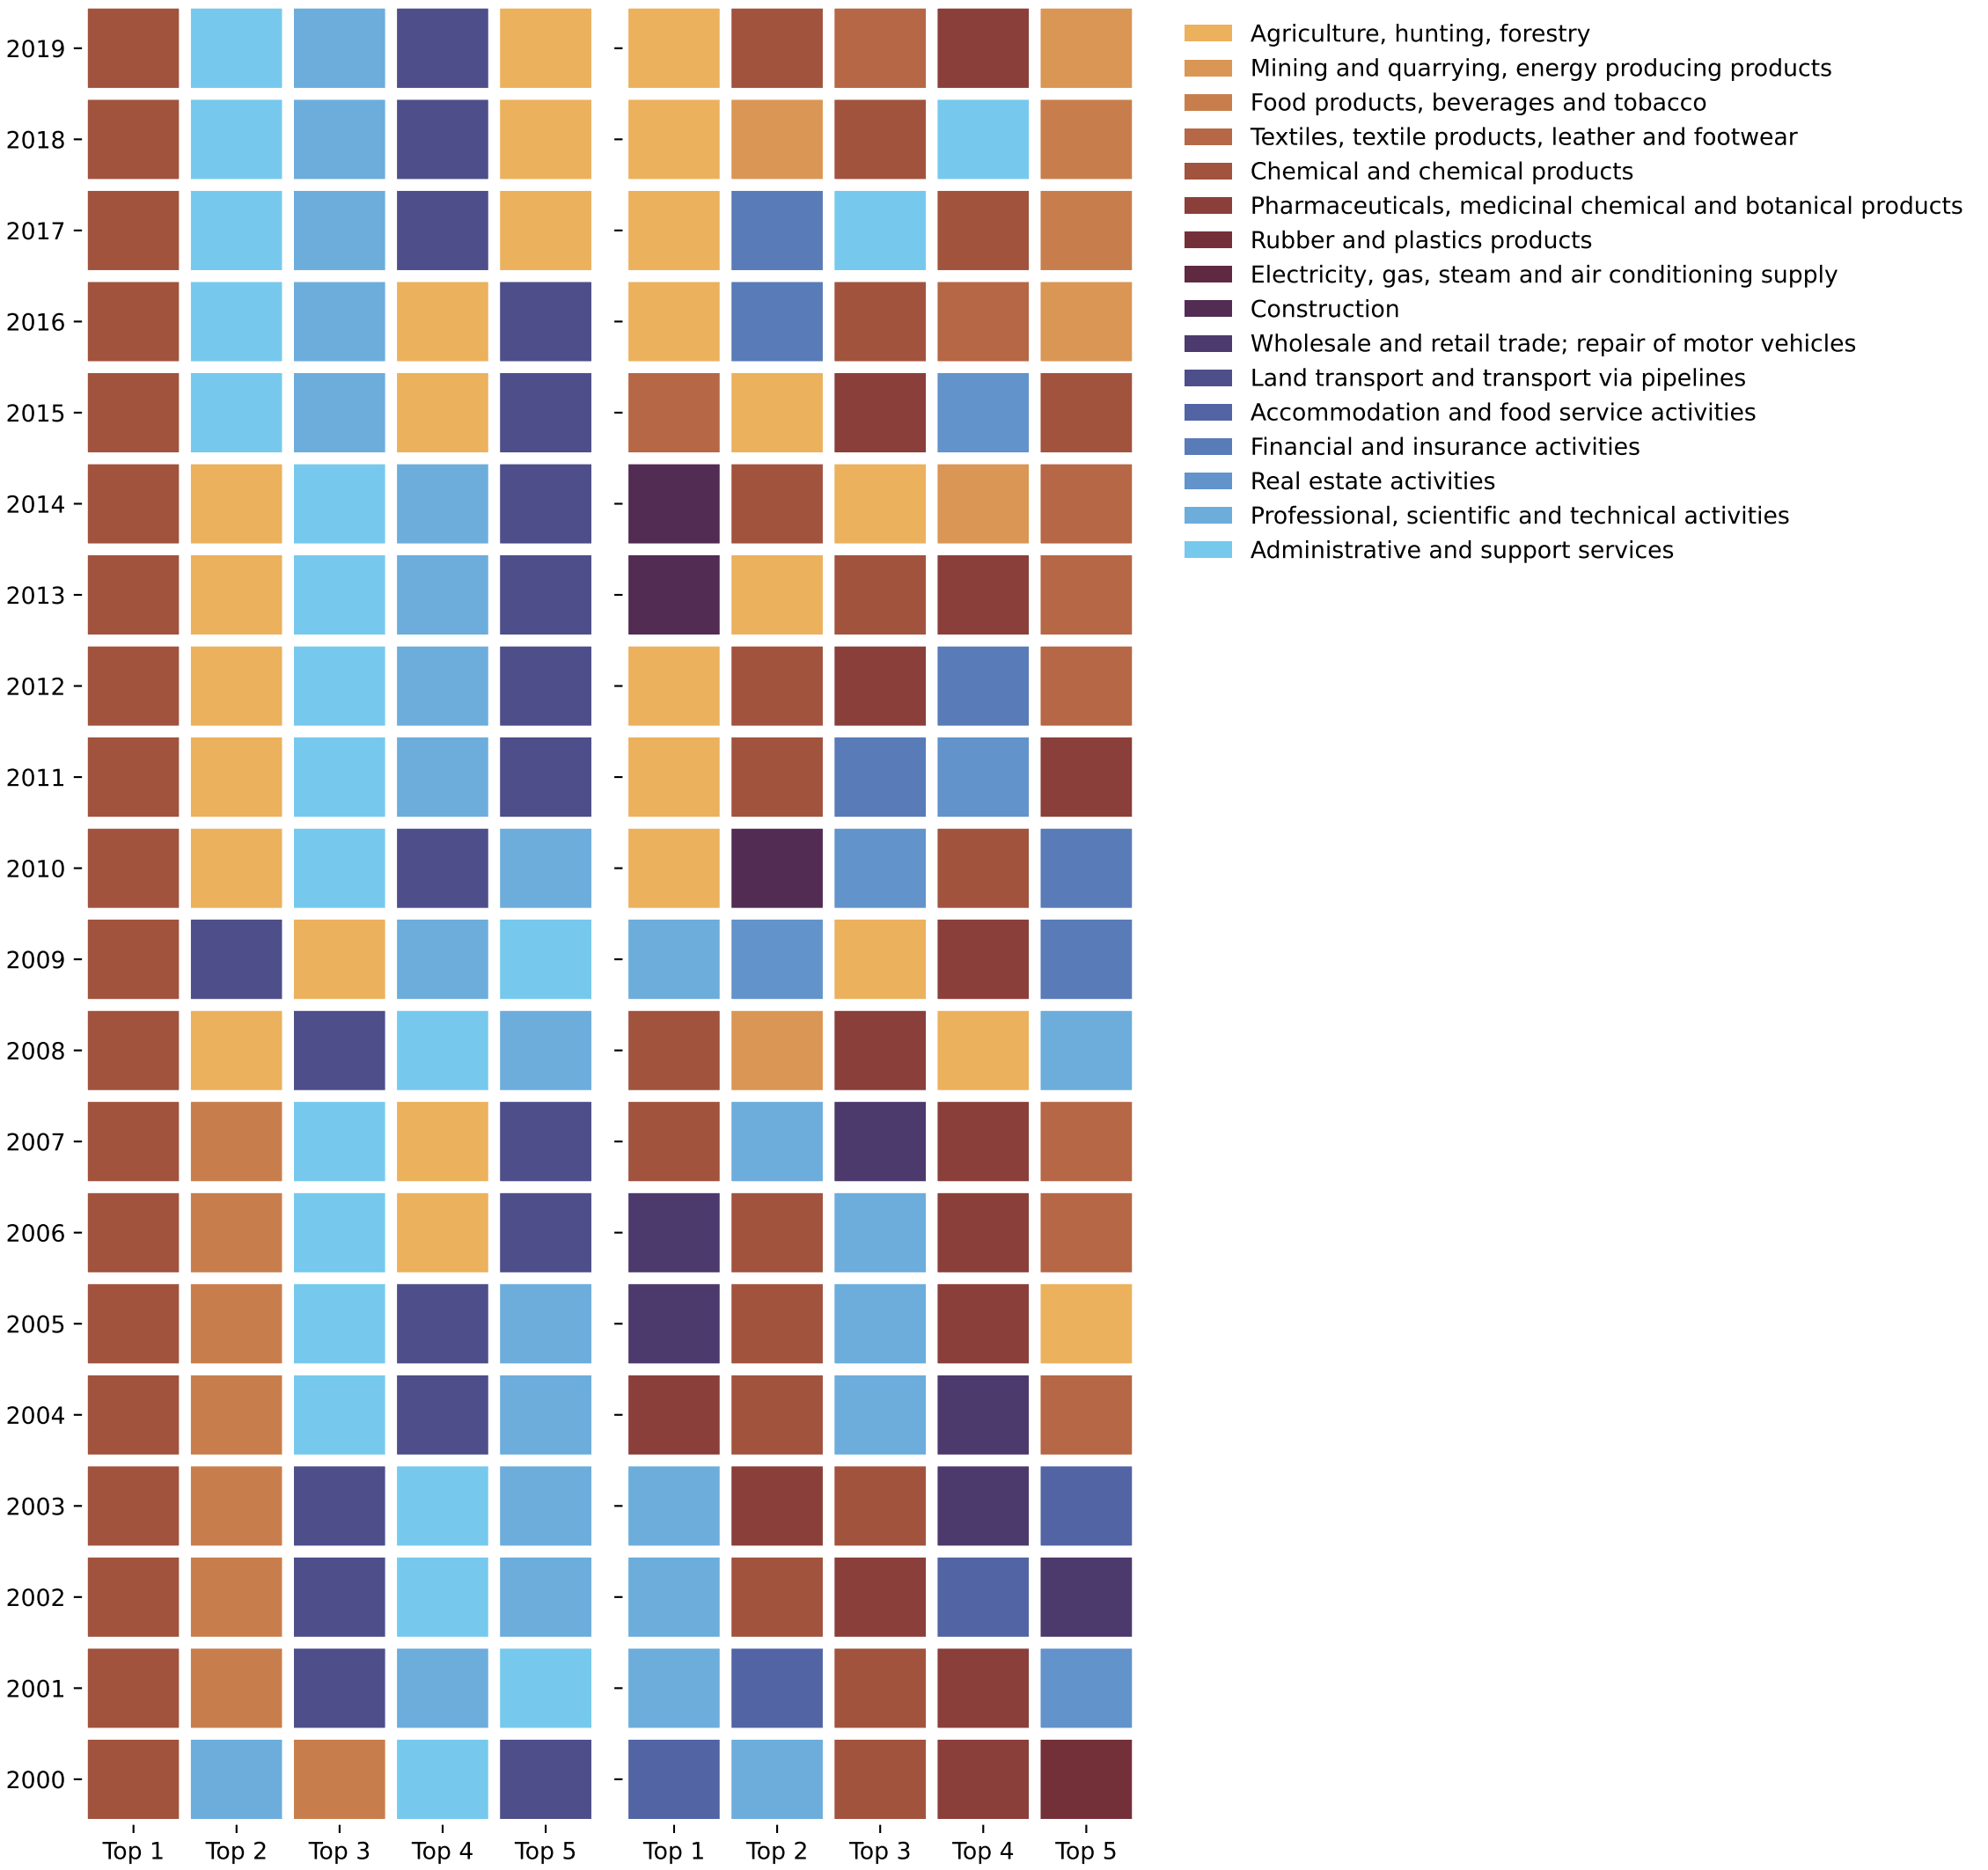 2019
2018
2017
2016
2015
2014
2013
2012
2011
2010
2009
2008
2007
2006
2005
2004
2003
2002
2001
2000
Top 1 Top 2 Top 3 Top 4 Top 5 Top 1 Top 2 Top 3 Top 4 Top 5
Agriculture, hunting, forestry
Mining and quarrying, energy producing products
Food products, beverages and tobacco
Textiles, textile products, leather and footwear
Chemical and chemical products
Pharmaceuticals, medicinal chemical and botanical products
Rubber and plastics products
Electricity, gas, steam and air conditioning supply
Construction
Wholesale and retail trade; repair of motor vehicles
Land transport and transport via pipelines
Accommodation and food service activities
Financial and insurance activities
Real estate activities
Professional, scientific and technical activities
Administrative and support services